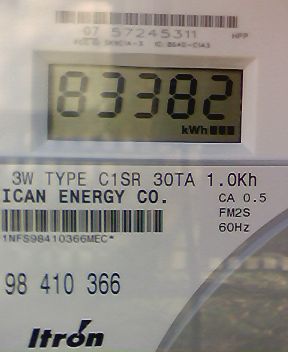 07 57245311 HPP
83382
kWh
3W TYPE C1SR 30TA 1.0Kh
ICAN ENERGY CO.
CA 0.5
FM2S
60Hz
1NFS98410366MEC*
98 410 366
Itron